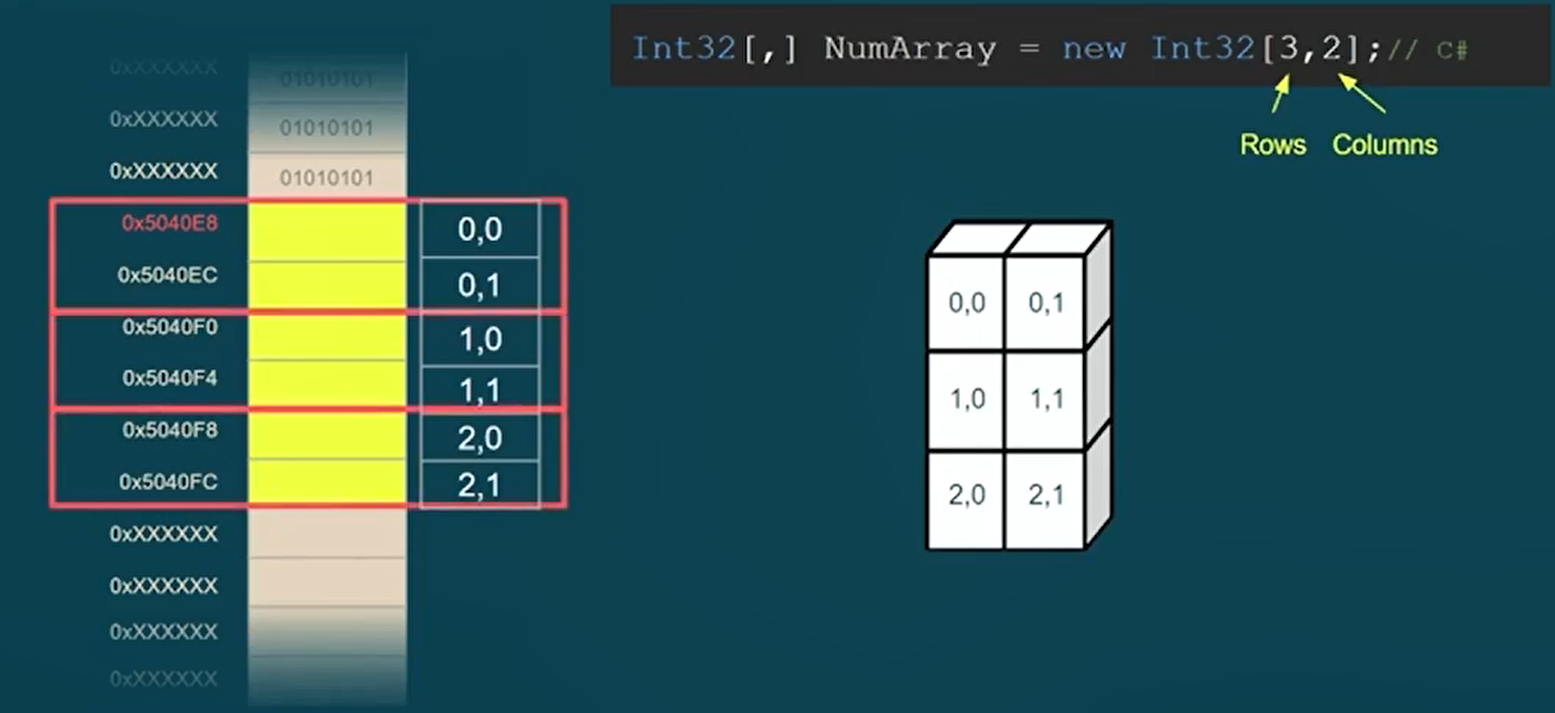 Int32[,] NumArray = new Int32[3,2];// C#
Rows Columns
0xXXXXXX 01010101
0xXXXXXX 01010101
0xXXXXXX 01010101
0x5040E8 0,0
0x5040EC 0,1
0x5040F0 1,0
0x5040F4 1,1
0x5040F8 2,0
0x5040FC 2,1
0xXXXXXX
0xXXXXXX
0xXXXXXX
0xXXXXXX
0,0 0,1
1,0 1,1
2,0 2,1